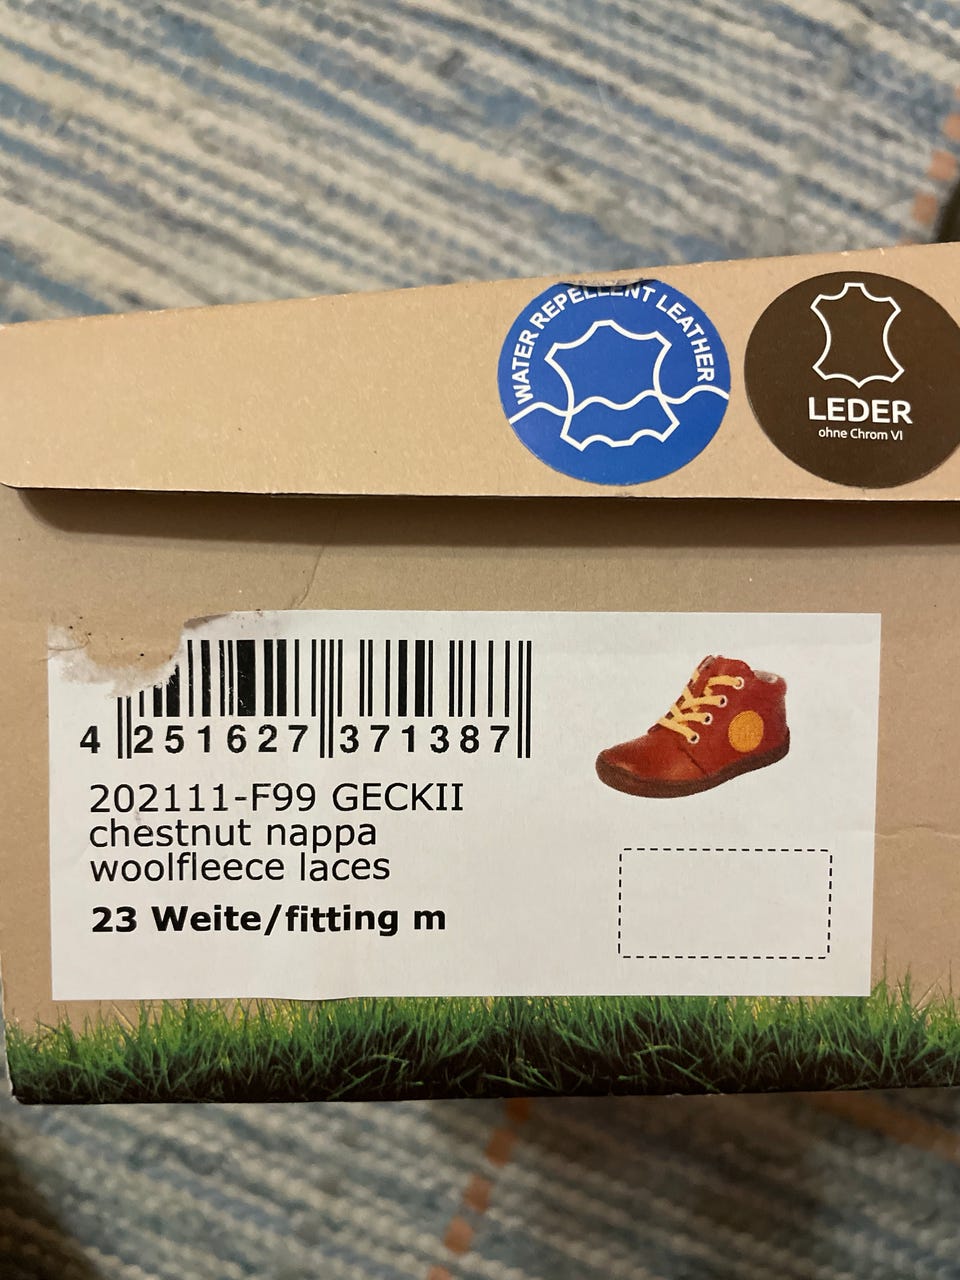 WATER REPELLENT LEATHER
LEDER
ohne Chrom VI
4 251627 371387
202111-F99 GECKII
chestnut nappa
woolfleece laces
23 Weite/fitting m